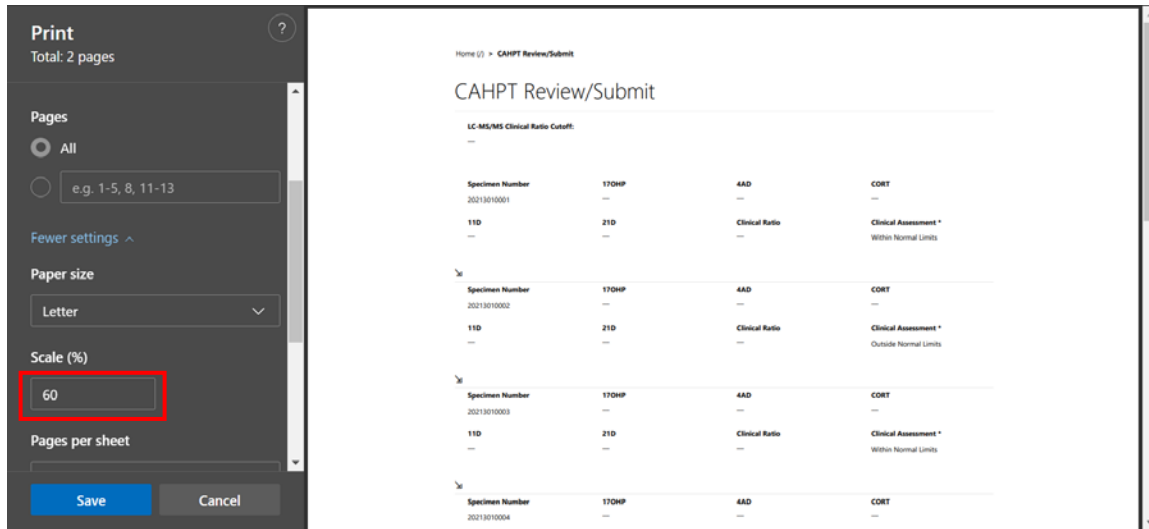 Print
?
Total: 2 pages
Pages
All
e.g. 1-5, 8, 11-13
Fewer settings
Paper size
Letter
Scale (%)
60
Pages per sheet
Save Cancel
Home (/) > CAHPT Review/Submit
CAHPT Review/Submit
LC-MS/MS Clinical Ratio Cutoff:
—
Specimen Number 17OHP 4AD CORT
20213010001 — — —
11D 21D Clinical Ratio Clinical Assessment *
— — — Within Normal Limits
Specimen Number 17OHP 4AD CORT
20213010002 — — —
11D 21D Clinical Ratio Clinical Assessment *
— — — Outside Normal Limits
Specimen Number 17OHP 4AD CORT
20213010003 — — —
11D 21D Clinical Ratio Clinical Assessment *
— — — Within Normal Limits
Specimen Number 17OHP 4AD CORT
20213010004 — — —